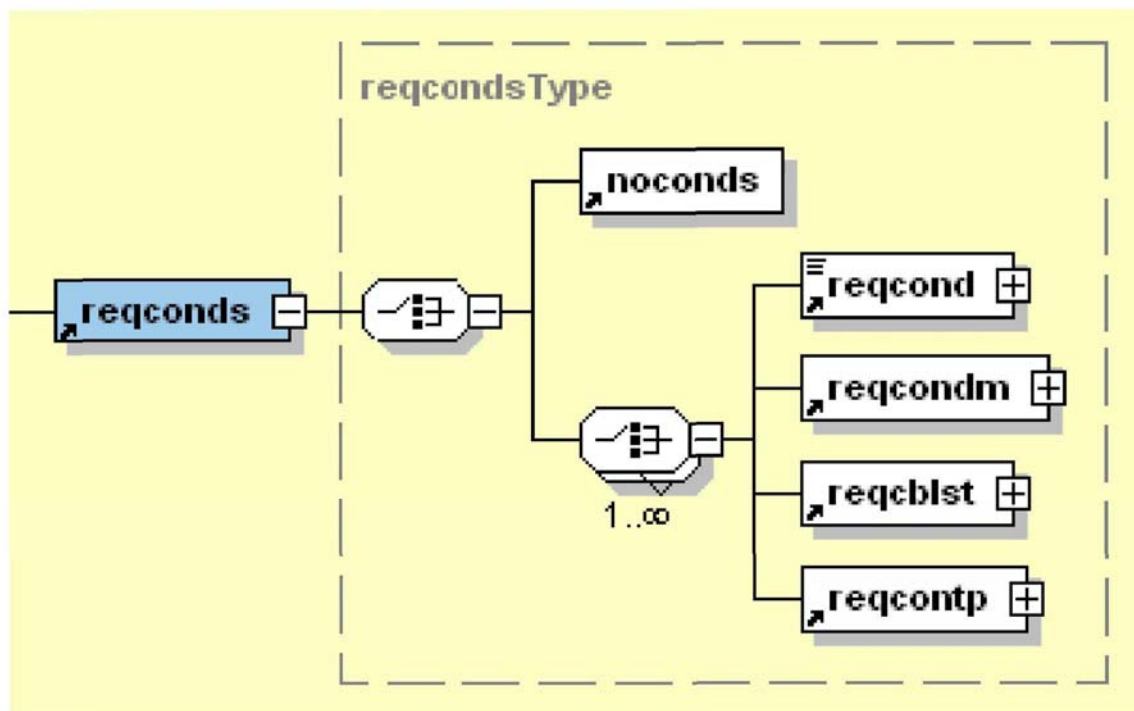 reqcondsType
noconds
reqconds
reqcond
reqcondm
reqcblst
1..∞
reqcontp